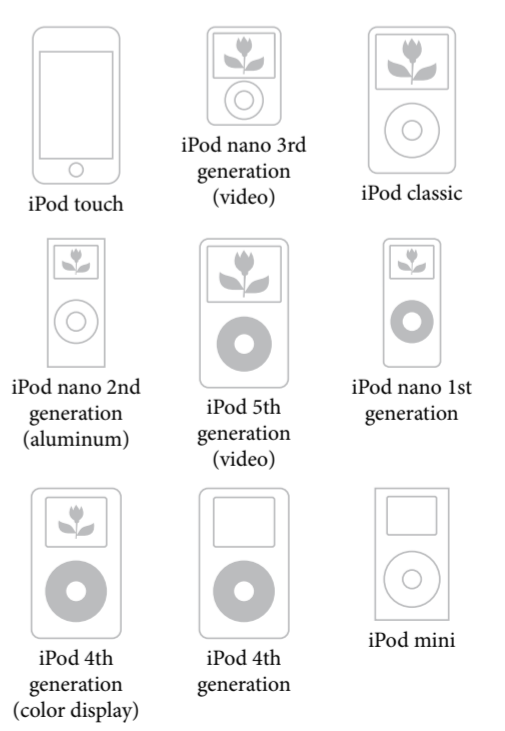 iPod touch
iPod nano 3rd
generation
(video)
iPod classic
iPod nano 2nd
generation
(aluminum)
iPod 5th
generation
(video)
iPod nano 1st
generation
iPod 4th
generation
(color display)
iPod 4th
generation
iPod mini